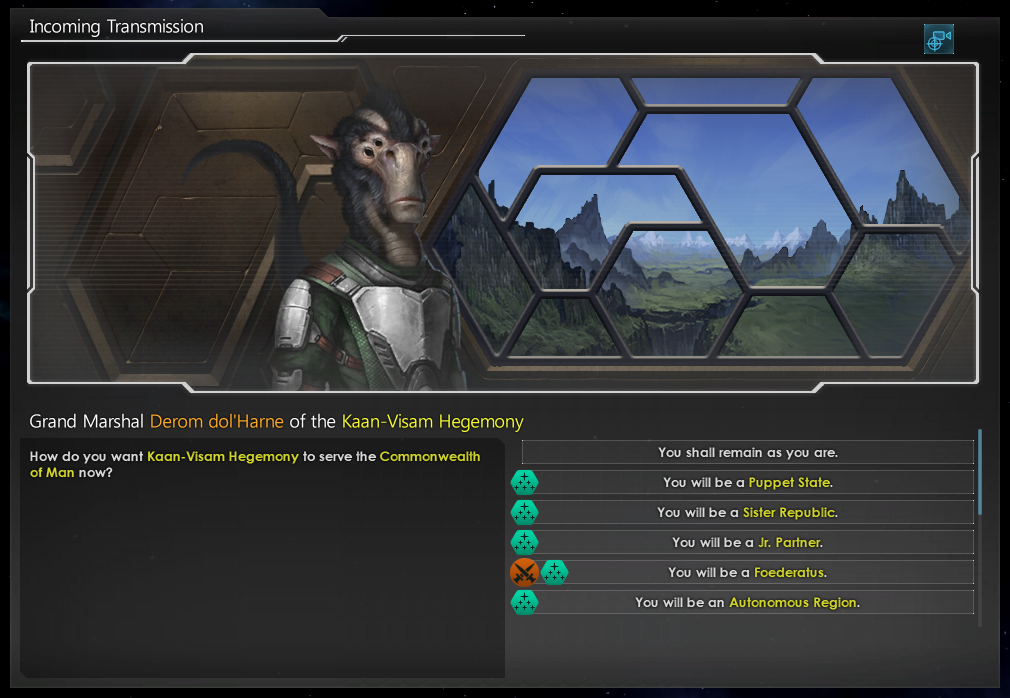 Incoming Transmission
Grand Marshal Derom dol'Harne of the Kaan-Visam Hegemony
How do you want Kaan-Visam Hegemony to serve the Commonwealth
of Man now?
You shall remain as you are.
You will be a Puppet State.
You will be a Sister Republic.
You will be a Jr. Partner.
You will be a Foederatus.
You will be an Autonomous Region.